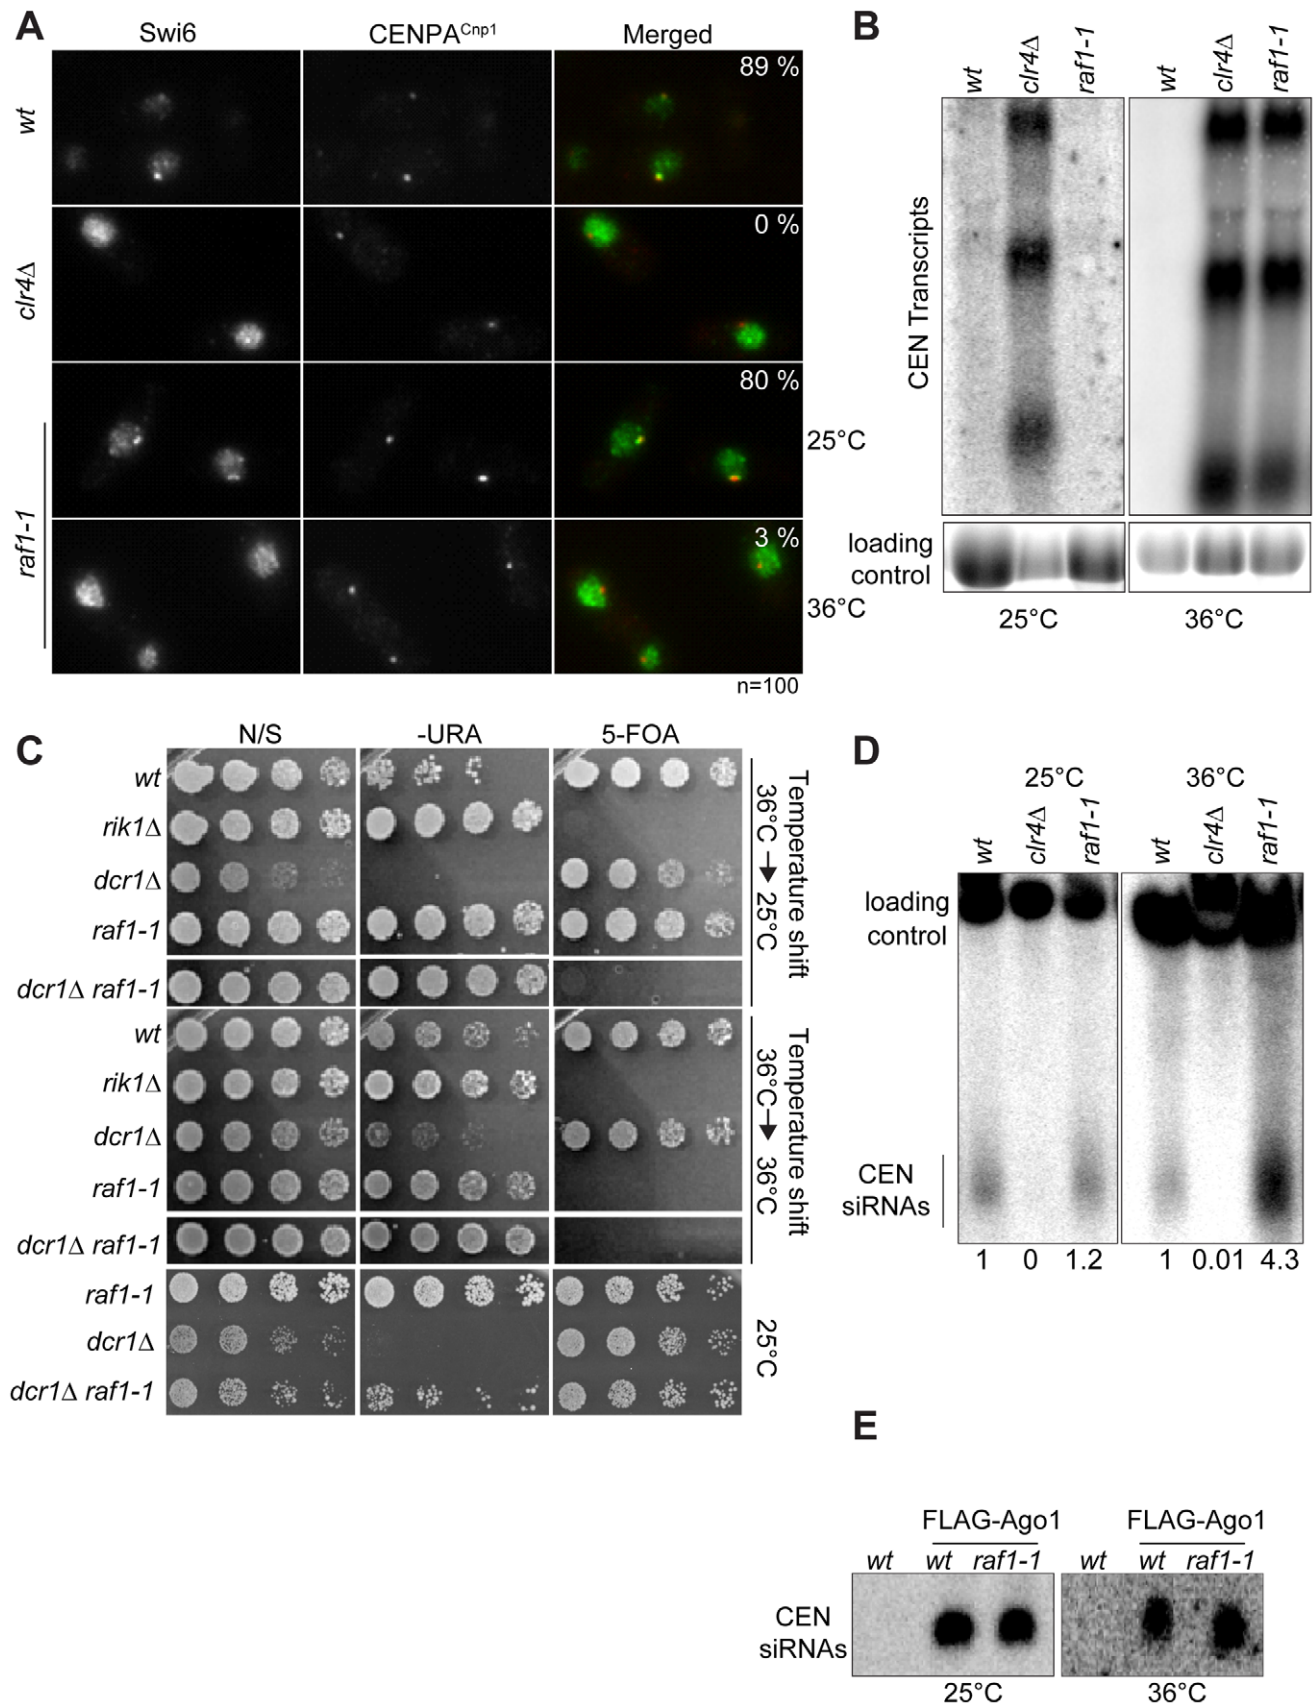 A
Swi6
CENPA^Cnp1
Merged
wt
89 %
clr4Δ
0 %
raf1-1
80 %
25°C
3 %
36°C
n=100
B
wt
clr4Δ
raf1-1
wt
clr4Δ
raf1-1
CEN Transcripts
loading
control
25°C
36°C
C
N/S
-URA
5-FOA
wt
rik1Δ
dcr1Δ
raf1-1
dcr1Δ raf1-1
Temperature shift
36°C → 25°C
wt
rik1Δ
dcr1Δ
raf1-1
dcr1Δ raf1-1
Temperature shift
36°C → 36°C
raf1-1
dcr1Δ
dcr1Δ raf1-1
25°C
D
25°C
36°C
wt
clr4Δ
raf1-1
wt
clr4Δ
raf1-1
loading
control
CEN
siRNAs
1 0 1.2
1 0.01 4.3
E
FLAG-Ago1
FLAG-Ago1
wt wt raf1-1
wt wt raf1-1
CEN
siRNAs
25°C
36°C